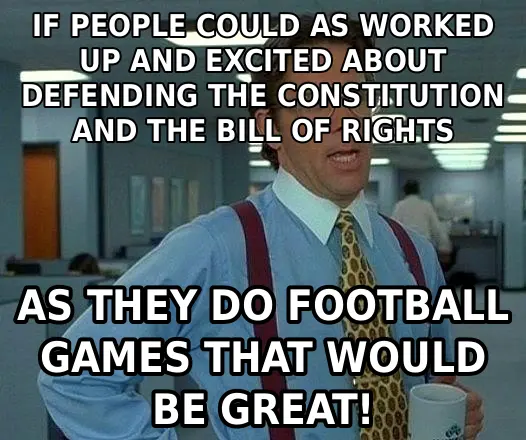 IF PEOPLE COULD AS WORKED
UP AND EXCITED ABOUT
DEFENDING THE CONSTITUTION
AND THE BILL OF RIGHTS
AS THEY DO FOOTBALL
GAMES THAT WOULD
BE GREAT!